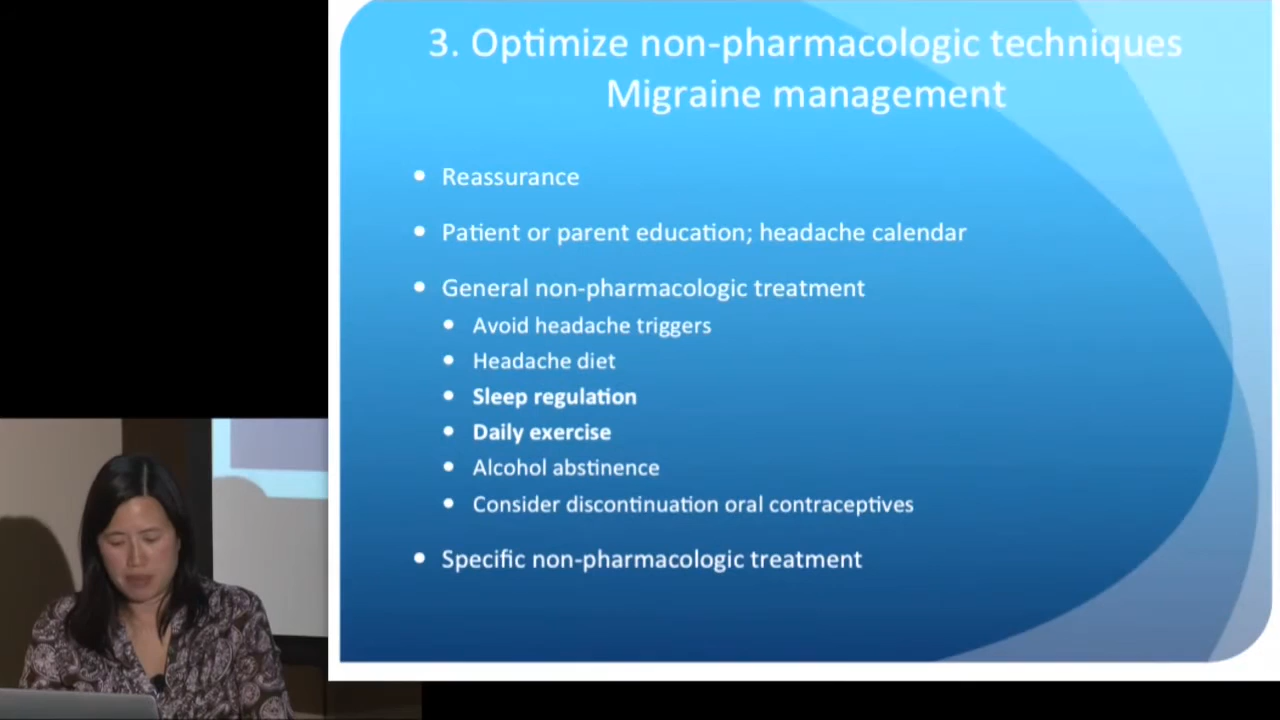 3. Optimize non-pharmacologic techniques
Migraine management
• Reassurance
• Patient or parent education; headache calendar
• General non-pharmacologic treatment
• Avoid headache triggers
• Headache diet
• Sleep regulation
• Daily exercise
• Alcohol abstinence
• Consider discontinuation oral contraceptives
• Specific non-pharmacologic treatment